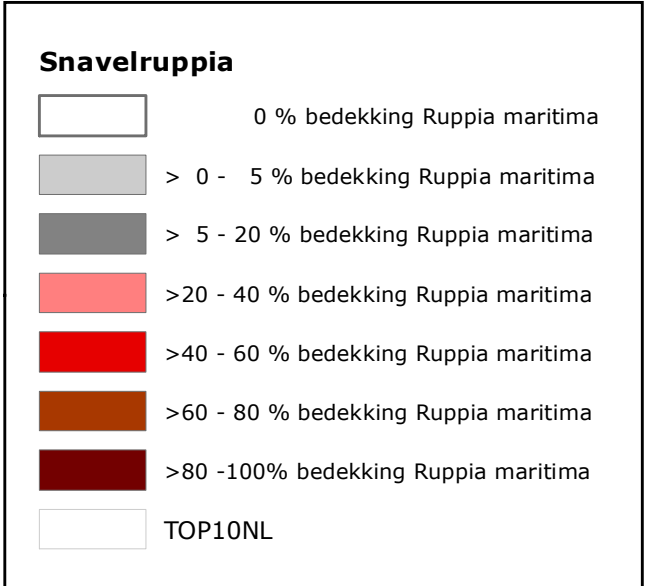 Snavelruppia
0 % bedekking Ruppia maritima
> 0 - 5 % bedekking Ruppia maritima
> 5 - 20 % bedekking Ruppia maritima
>20 - 40 % bedekking Ruppia maritima
>40 - 60 % bedekking Ruppia maritima
>60 - 80 % bedekking Ruppia maritima
>80 -100% bedekking Ruppia maritima
TOP10NL